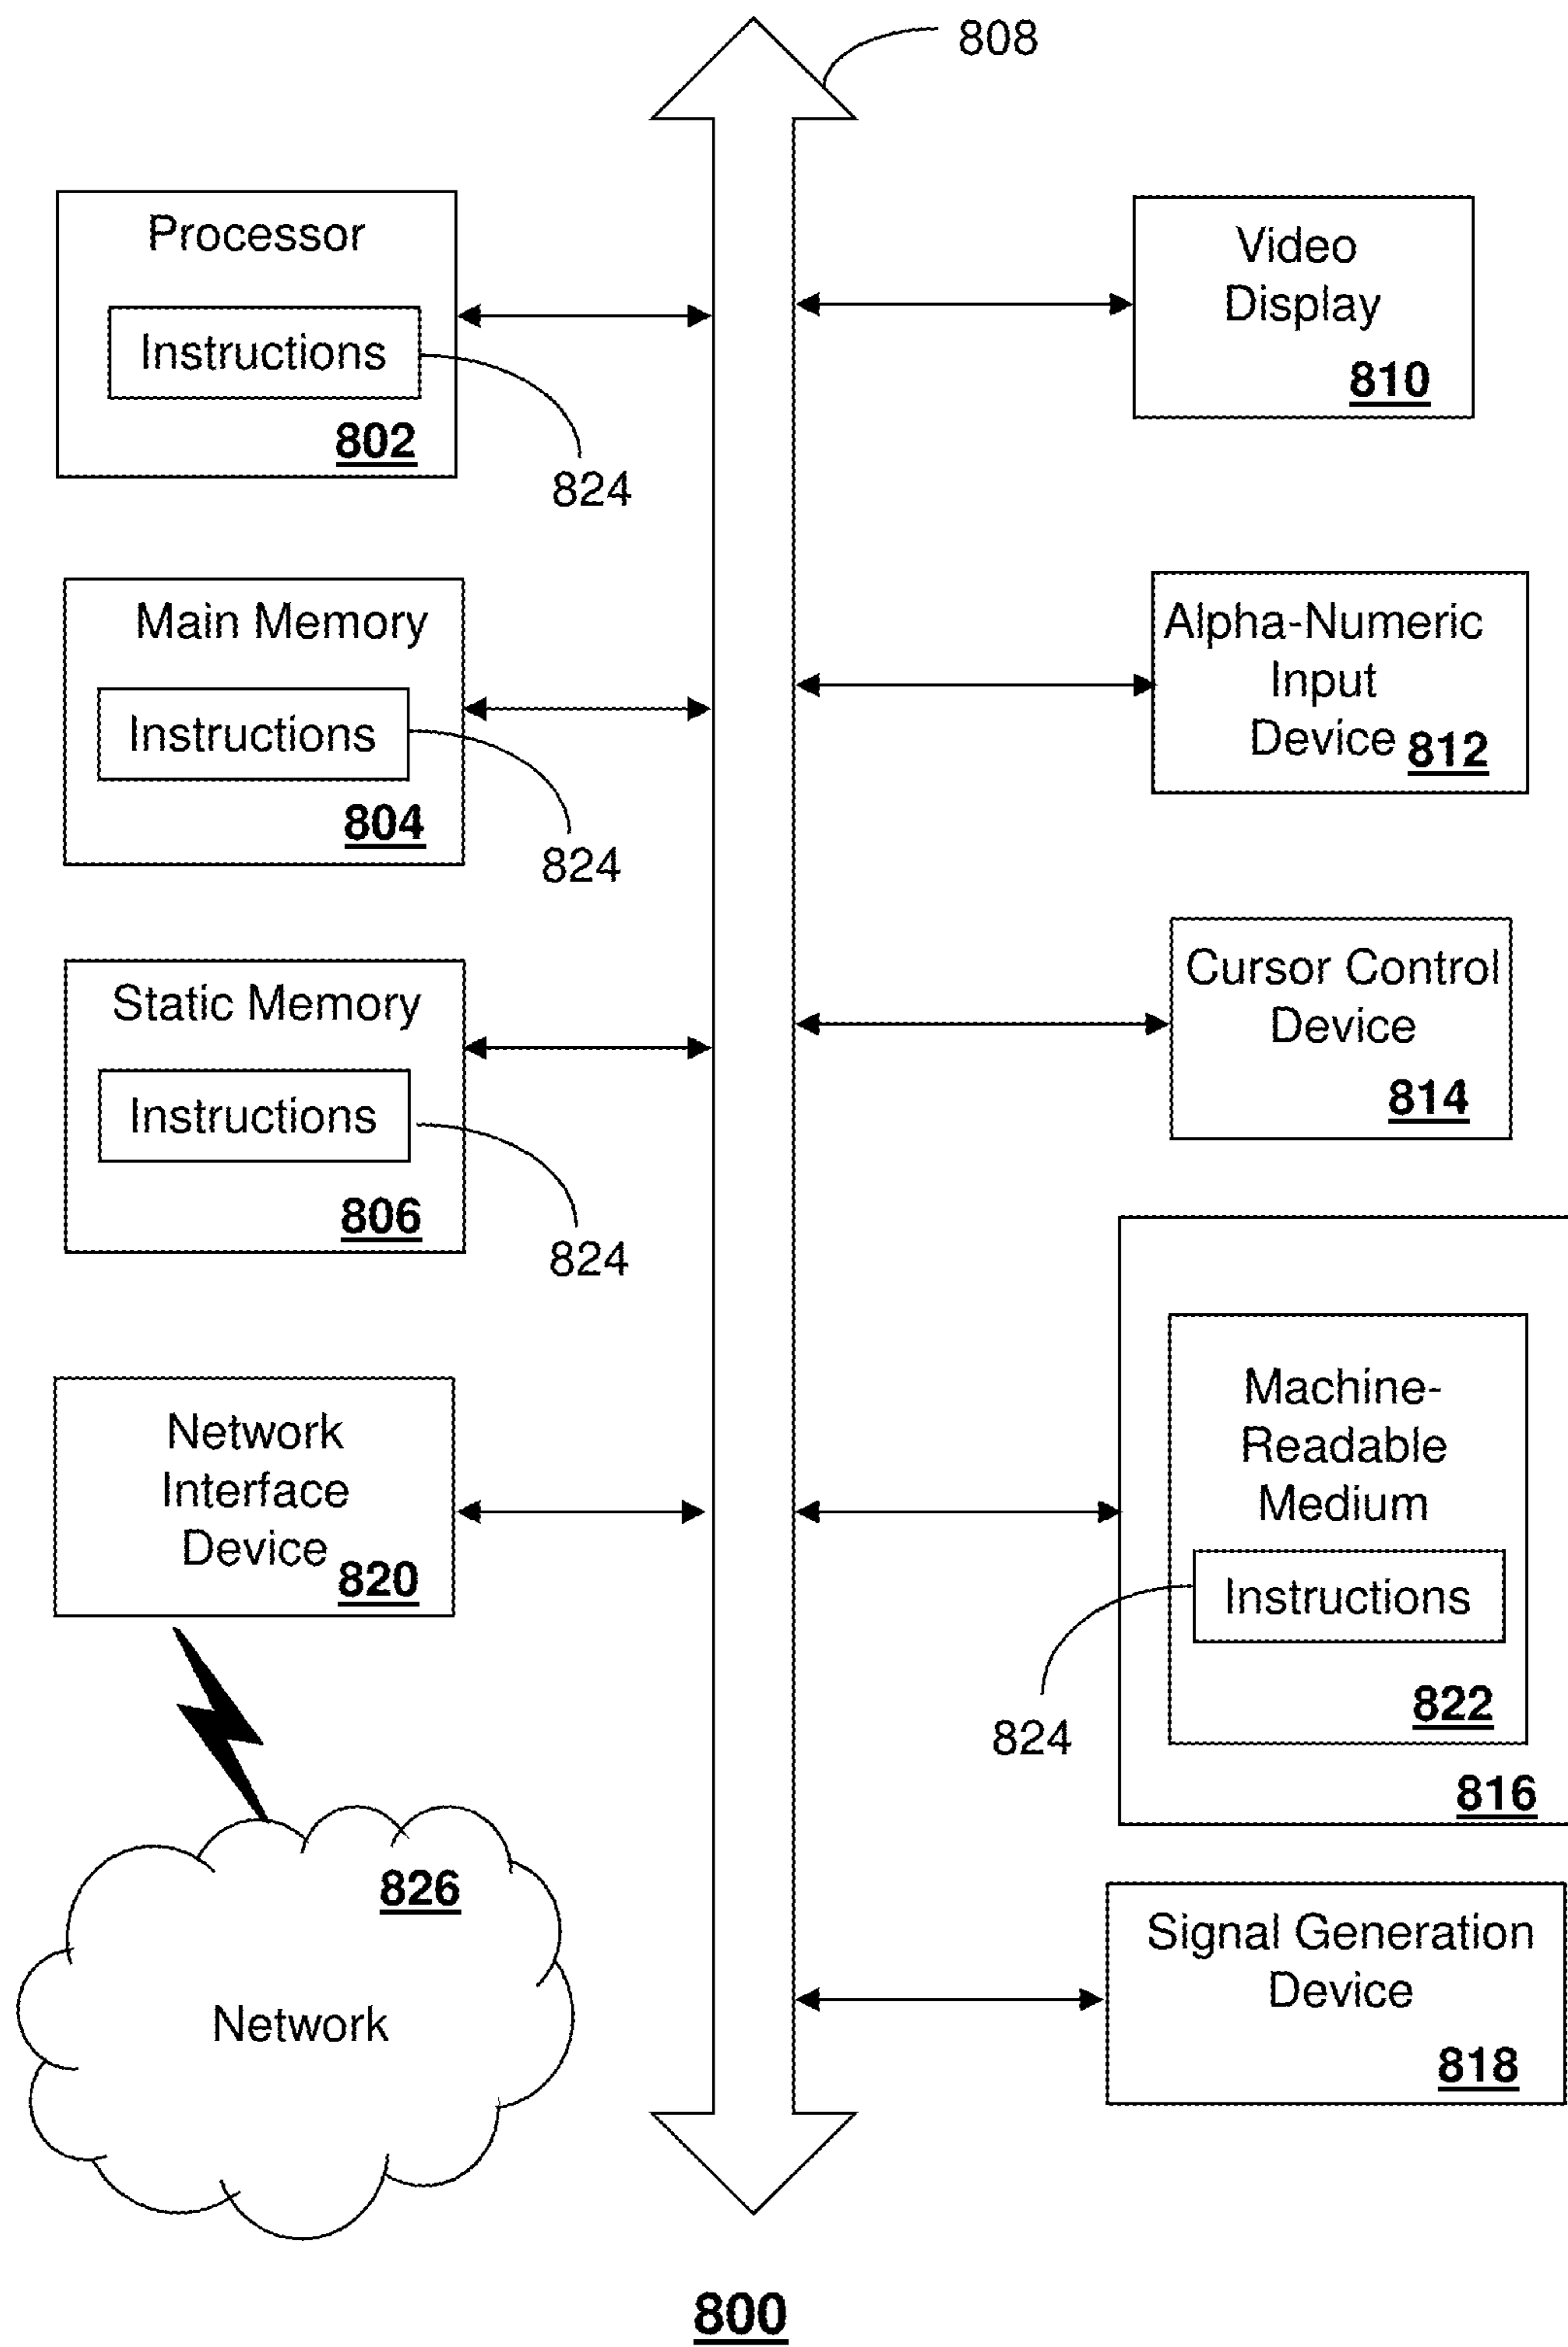 808
Processor
Instructions
802
824
Main Memory
Instructions
804
824
Static Memory
Instructions
806
824
Network
Interface
Device
820
826
Network
Video
Display
810
Alpha-Numeric
Input
Device
812
Cursor Control
Device
814
Machine-
Readable
Medium
Instructions
824
822
816
Signal Generation
Device
818
800